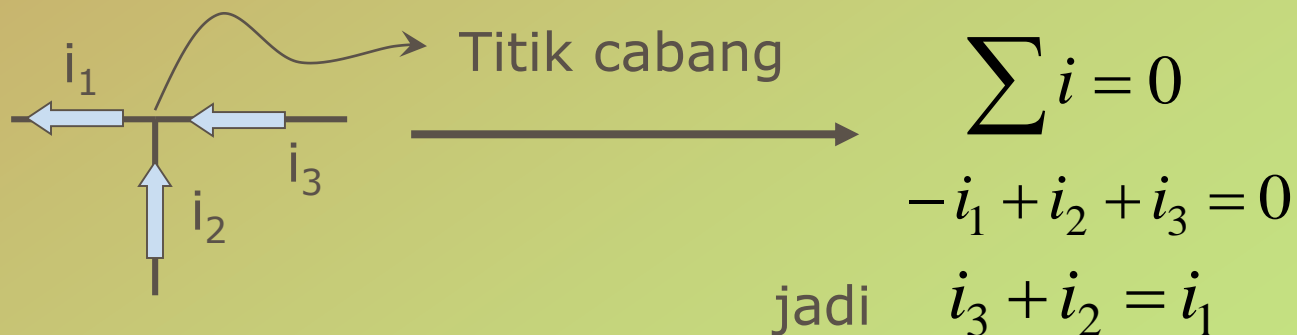 i₁
Titik cabang
∑ i = 0
i₃
i₂
−i₁ + i₂ + i₃ = 0
jadi i₃ + i₂ = i₁